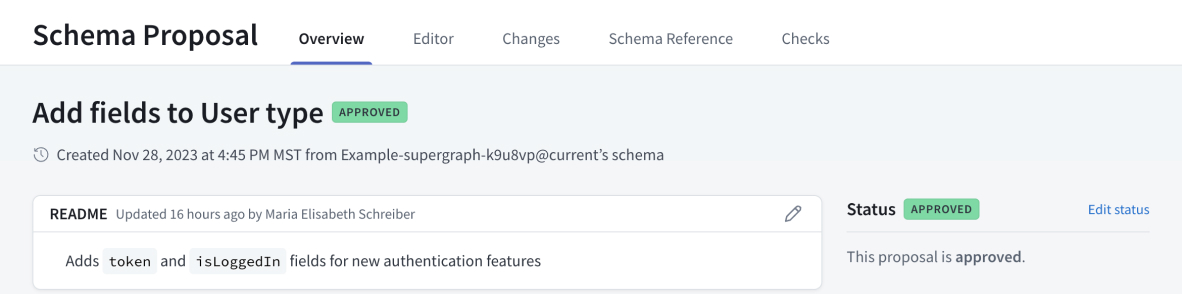 Schema Proposal Overview Editor Changes Schema Reference Checks
Add fields to User type APPROVED
Created Nov 28, 2023 at 4:45 PM MST from Example-supergraph-k9u8vp@current’s schema
README Updated 16 hours ago by Maria Elisabeth Schreiber
Adds token and isLoggedIn fields for new authentication features
Status APPROVED Edit status
This proposal is approved.